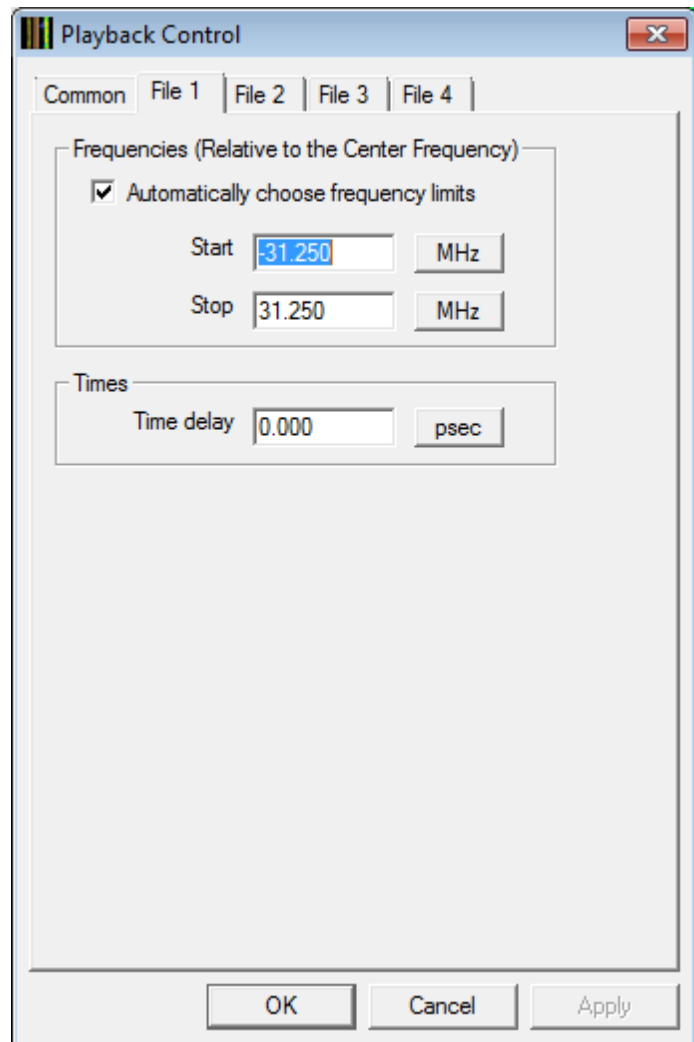 Playback Control
Common File 1 File 2 File 3 File 4
Frequencies (Relative to the Center Frequency)
Automatically choose frequency limits
Start -31.250 MHz
Stop 31.250 MHz
Times
Time delay 0.000 psec
OK Cancel Apply